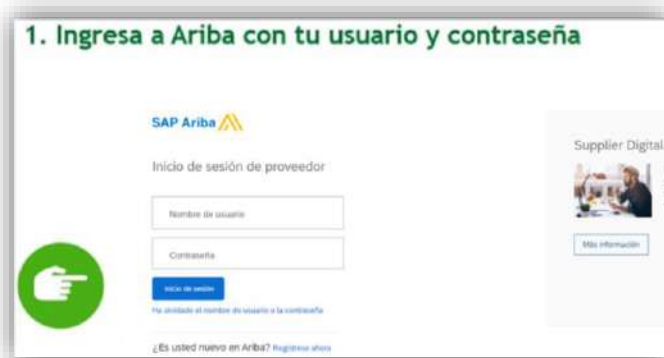 1. Ingresa a Ariba con tu usuario y contraseña
SAP Ariba
Inicio de sesión de proveedor
Supplier Digital
Nombre de usuario
Contraseña
Más información
Inicio de sesión
Ha olvidado el nombre de usuario o la contraseña
¿Es usted nuevo en Ariba? Regístrese ahora